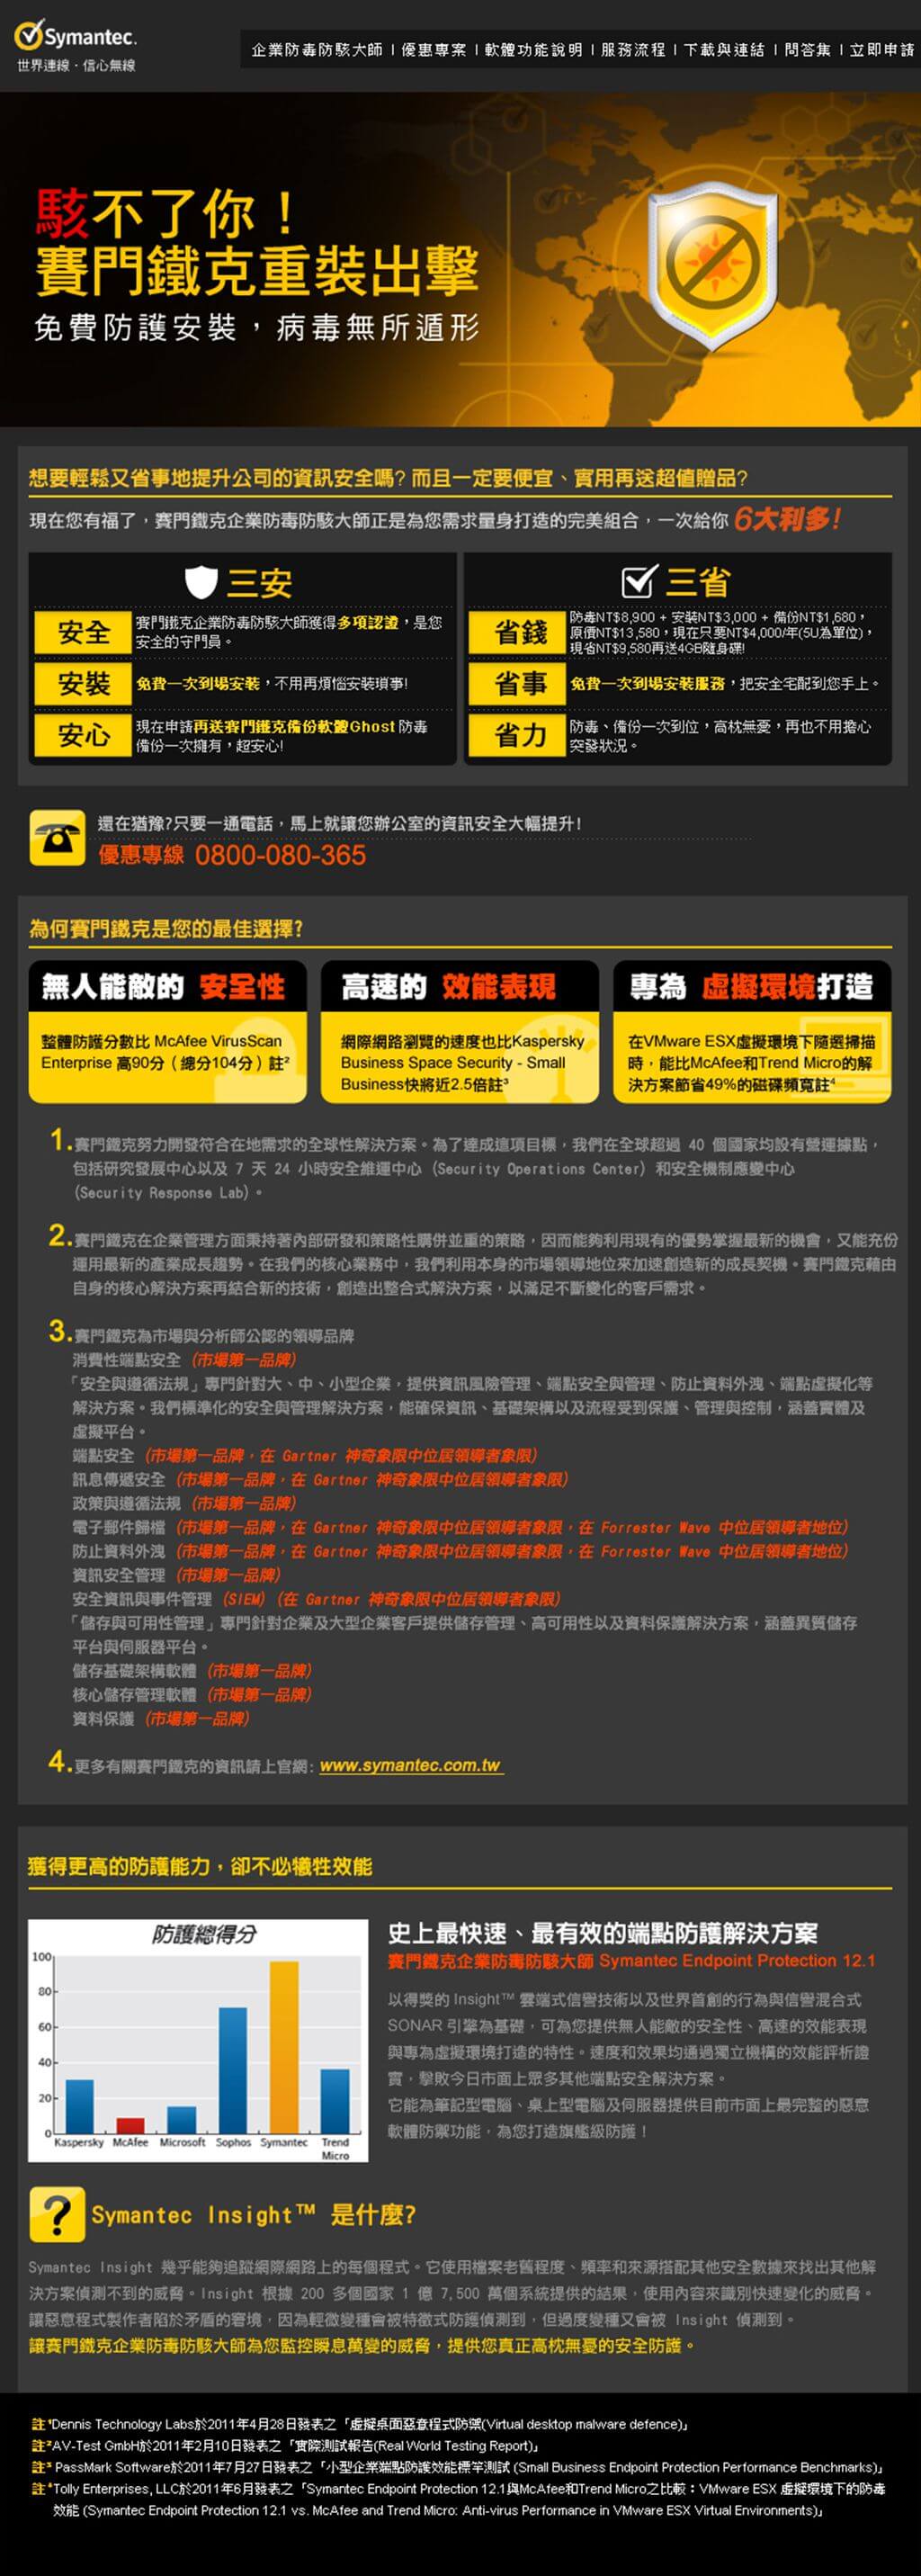 Symantec.
世界連線．信心無線
企業防毒防駭大師 | 優惠專案 | 軟體功能說明 | 服務流程 | 下載與連結 | 問答集 | 立即申請
駭不了你！
賽門鐵克重裝出擊
免費防護安裝，病毒無所遁形
想要輕鬆又省事地提升公司的資訊安全嗎? 而且一定要便宜、實用再送超值贈品?
現在您有福了，賽門鐵克企業防毒防駭大師正是為您需求量身打造的完美組合，一次給你 6大利多!
三安
安全
賽門鐵克企業防毒防駭大師獲得多項認證，是您
安全的守門員。
安裝
免費一次到場安裝，不用再煩惱安裝瑣事!
安心
現在申請再送賽門鐵克備份軟體Ghost 防毒
備份一次擁有，超安心!
三省
省錢
防毒NT$8,900 + 安裝NT$3,000 + 備份NT$1,680，
原價NT$13,580，現在只要NT$4,000/年(5U為單位)，
現省NT$9,580再送4GB隨身碟!
省事
免費一次到場安裝服務，把安全宅配到您手上。
省力
防毒、備份一次到位，高枕無憂，再也不用擔心
突發狀況。
還在猶豫?只要一通電話，馬上就讓您辦公室的資訊安全大幅提升!
優惠專線 0800-080-365
為何賽門鐵克是您的最佳選擇?
無人能敵的 安全性
整體防護分數比 McAfee VirusScan
Enterprise 高90分（總分104分）註²
高速的 效能表現
網際網路瀏覽的速度也比Kaspersky
Business Space Security - Small
Business快將近2.5倍註³
專為 虛擬環境打造
在VMware ESX虛擬環境下隨選掃描
時，能比McAfee和Trend Micro的解
決方案節省49%的磁碟頻寬註⁴
1.賽門鐵克努力開發符合在地需求的全球性解決方案。為了達成這項目標，我們在全球超過 40 個國家均設有營運據點，
包括研究發展中心以及 7 天 24 小時安全維運中心 (Security Operations Center) 和安全機制應變中心
(Security Response Lab)。
2.賽門鐵克在企業管理方面秉持著內部研發和策略性購併並重的策略，因而能夠利用現有的優勢掌握最新的機會，又能充份
運用最新的產業成長趨勢。在我們的核心業務中，我們利用本身的市場領導地位來加速創造新的成長契機。賽門鐵克藉由
自身的核心解決方案再結合新的技術，創造出整合式解決方案，以滿足不斷變化的客戶需求。
3.賽門鐵克為市場與分析師公認的領導品牌
消費性端點安全 (市場第一品牌)
「安全與遵循法規」專門針對大、中、小型企業，提供資訊風險管理、端點安全與管理、防止資料外洩、端點虛擬化等
解決方案。我們標準化的安全與管理解決方案，能確保資訊、基礎架構以及流程受到保護、管理與控制，涵蓋實體及
虛擬平台。
端點安全 (市場第一品牌，在 Gartner 神奇象限中位居領導者象限)
訊息傳遞安全 (市場第一品牌，在 Gartner 神奇象限中位居領導者象限)
政策與遵循法規 (市場第一品牌)
電子郵件歸檔 (市場第一品牌，在 Gartner 神奇象限中位居領導者象限，在 Forrester Wave 中位居領導者地位)
防止資料外洩 (市場第一品牌，在 Gartner 神奇象限中位居領導者象限，在 Forrester Wave 中位居領導者地位)
資訊安全管理 (市場第一品牌)
安全資訊與事件管理 (SIEM) (在 Gartner 神奇象限中位居領導者象限)
「儲存與可用性管理」專門針對企業及大型企業客戶提供儲存管理、高可用性以及資料保護解決方案，涵蓋異質儲存
平台與伺服器平台。
儲存基礎架構軟體 (市場第一品牌)
核心儲存管理軟體 (市場第一品牌)
資料保護 (市場第一品牌)
4.更多有關賽門鐵克的資訊請上官網: www.symantec.com.tw
獲得更高的防護能力，卻不必犧牲效能
防護總得分
100
80
60
40
20
0
Kaspersky McAfee Microsoft Sophos Symantec Trend
Micro
史上最快速、最有效的端點防護解決方案
賽門鐵克企業防毒防駭大師 Symantec Endpoint Protection 12.1
以得獎的 Insight™ 雲端式信譽技術以及世界首創的行為與信譽混合式
SONAR 引擎為基礎，可為您提供無人能敵的安全性、高速的效能表現
與專為虛擬環境打造的特性。速度和效果均通過獨立機構的效能評析證
實，擊敗今日市面上眾多其他端點安全解決方案。
它能為筆記型電腦、桌上型電腦及伺服器提供目前市面上最完整的惡意
軟體防禦功能，為您打造旗艦級防護！
? Symantec Insight™ 是什麼?
Symantec Insight 幾乎能夠追蹤網際網路上的每個程式。它使用檔案老舊程度、頻率和來源搭配其他安全數據來找出其他解
決方案偵測不到的威脅。Insight 根據 200 多個國家 1 億 7,500 萬個系統提供的結果，使用內容來識別快速變化的威脅。
讓惡意程式製作者陷於矛盾的窘境，因為輕微變種會被特徵式防護偵測到，但過度變種又會被 Insight 偵測到。
讓賽門鐵克企業防毒防駭大師為您監控瞬息萬變的威脅，提供您真正高枕無憂的安全防護。
註¹Dennis Technology Labs於2011年4月28日發表之「虛擬桌面惡意程式防禦(Virtual desktop malware defence)」
註²AV-Test GmbH於2011年2月10日發表之「實際測試報告(Real World Testing Report)」
註³ PassMark Software於2011年7月27日發表之「小型企業端點防護效能標竿測試 (Small Business Endpoint Protection Performance Benchmarks)」
註⁴Tolly Enterprises, LLC於2011年6月發表之「Symantec Endpoint Protection 12.1與McAfee和Trend Micro之比較：VMware ESX 虛擬環境下的防毒
效能 (Symantec Endpoint Protection 12.1 vs. McAfee and Trend Micro: Anti-virus Performance in VMware ESX Virtual Environments)」